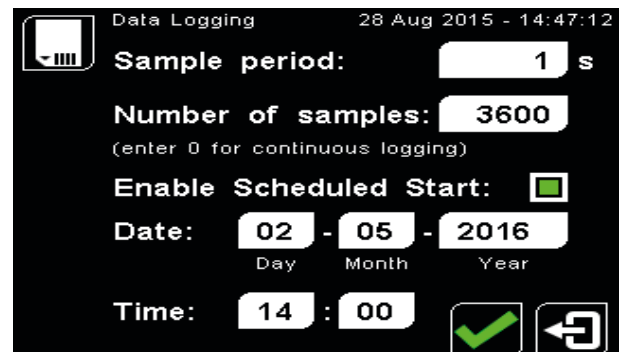 Data Logging 28 Aug 2015 - 14:47:12
Sample period: 1 s
Number of samples: 3600
(enter 0 for continuous logging)
Enable Scheduled Start:
Date: 02 - 05 - 2016
Day Month Year
Time: 14 : 00